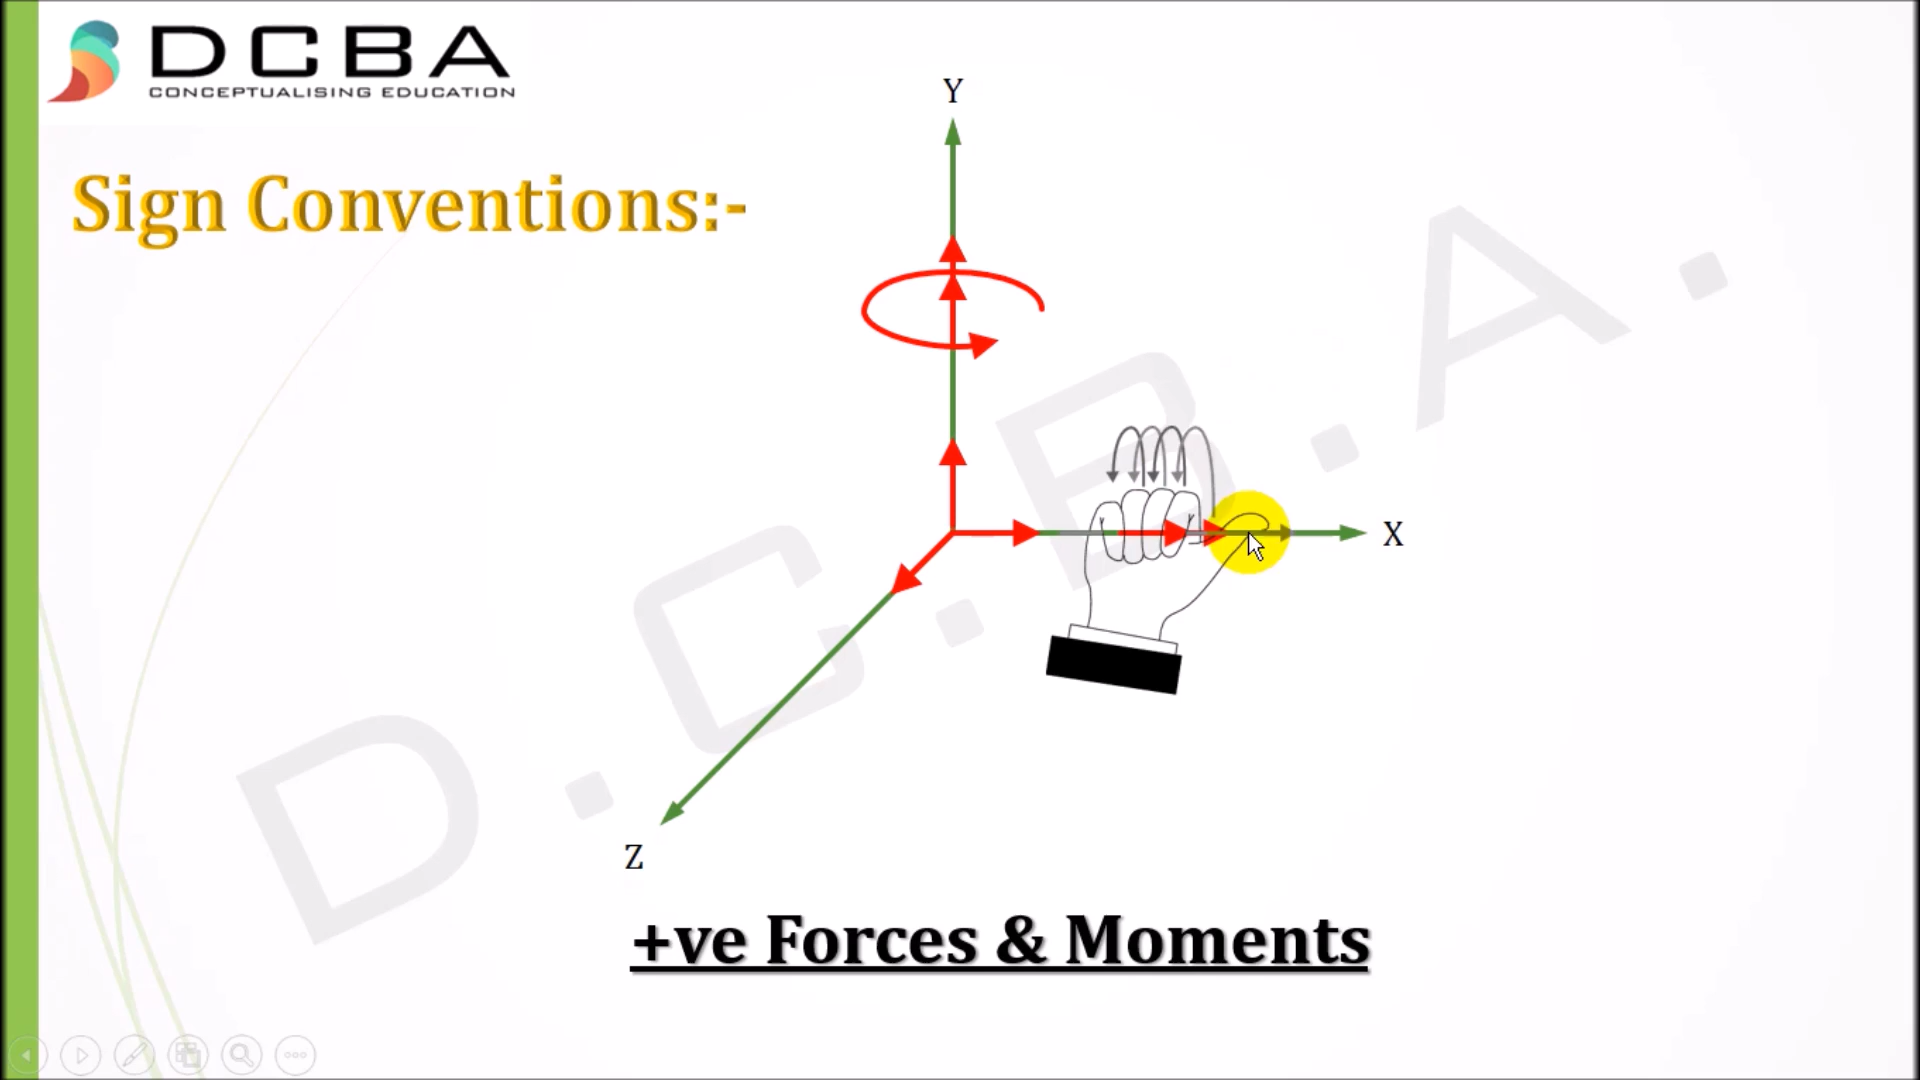 DCBA
CONCEPTUALISING EDUCATION
Y
Sign Conventions:-
X
Z
+ve Forces & Moments
D.C.B.A.